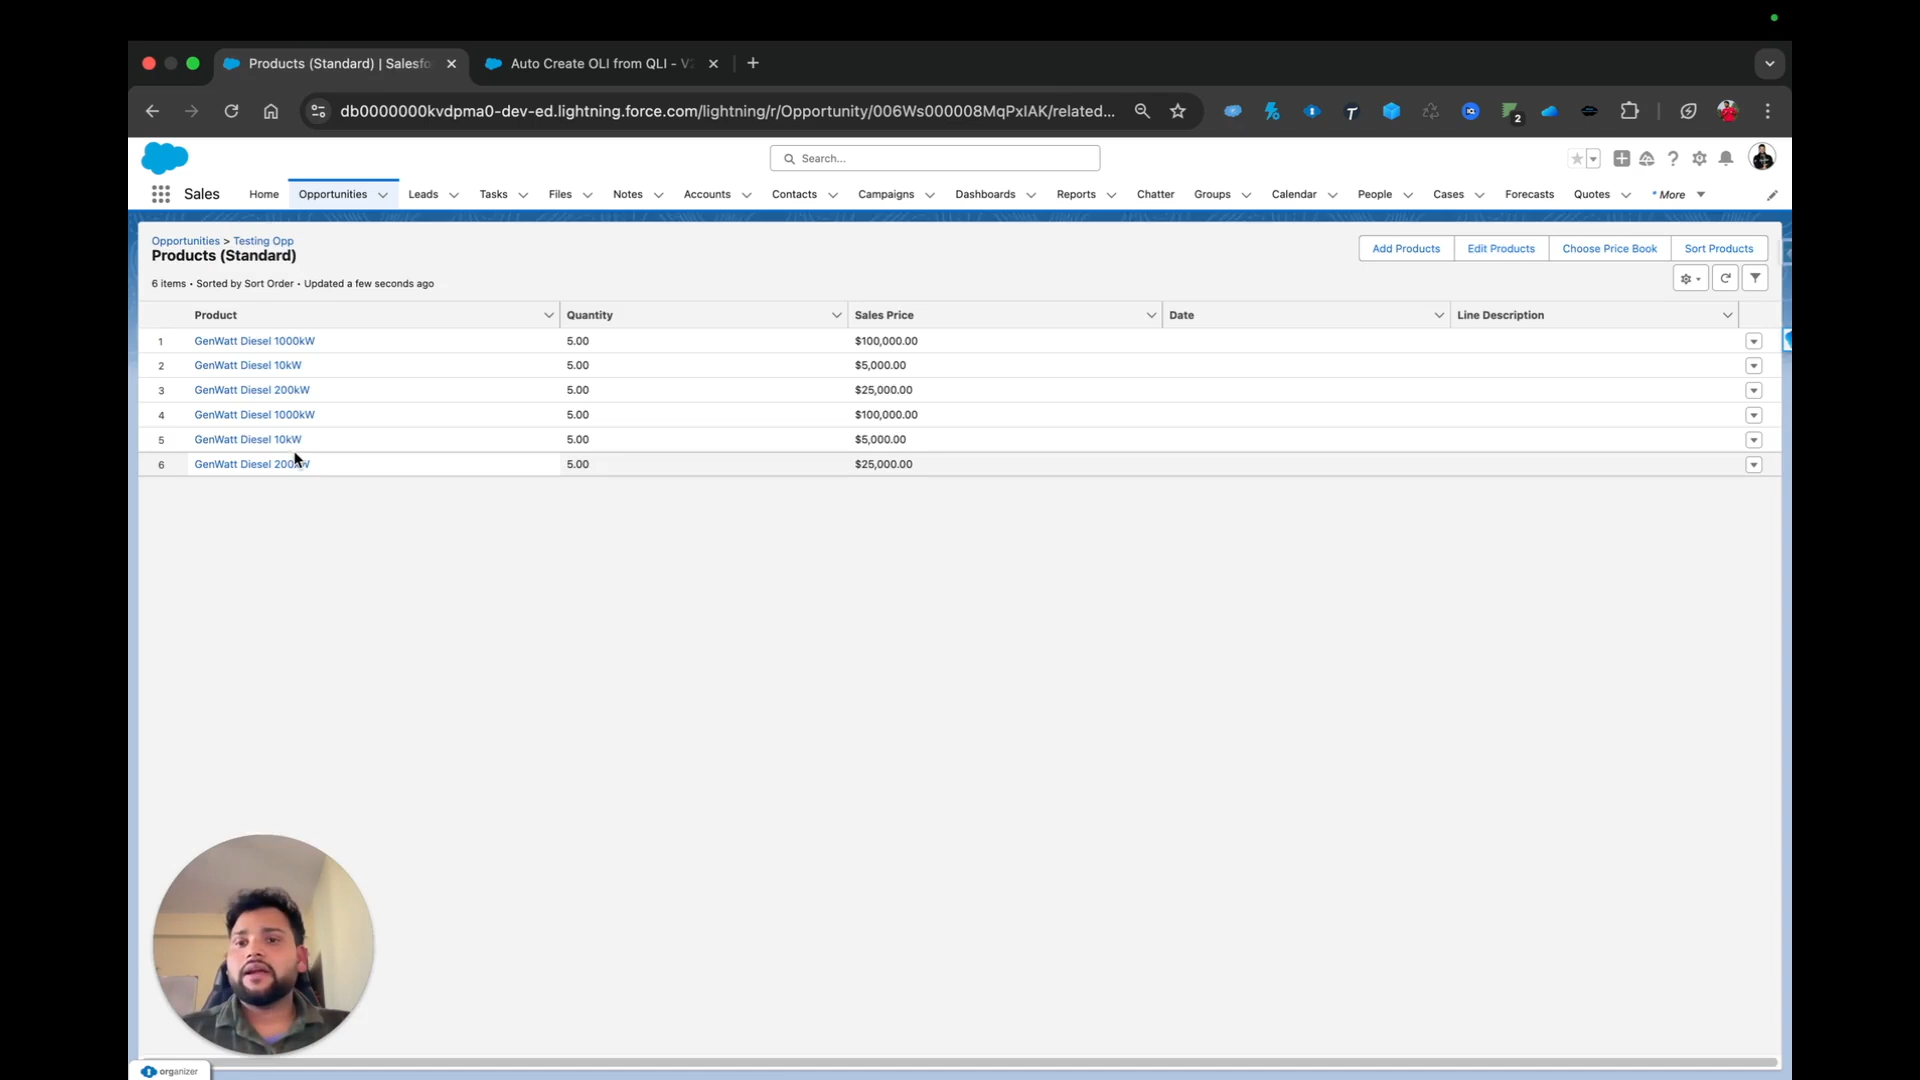 Products (Standard) | Salesfo
Auto Create OLI from QLI - V2
db0000000kvdpma0-dev-ed.lightning.force.com/lightning/r/Opportunity/006Ws000008MqPxIAK/related...
2
Search...
Sales
Home
Opportunities
Leads
Tasks
Files
Notes
Accounts
Contacts
Campaigns
Dashboards
Reports
Chatter
Groups
Calendar
People
Cases
Forecasts
Quotes
* More
Opportunities > Testing Opp
Products (Standard)
Add Products
Edit Products
Choose Price Book
Sort Products
6 items • Sorted by Sort Order • Updated a few seconds ago
Product Quantity Sales Price Date Line Description
1 GenWatt Diesel 1000kW 5.00 $100,000.00
2 GenWatt Diesel 10kW 5.00 $5,000.00
3 GenWatt Diesel 200kW 5.00 $25,000.00
4 GenWatt Diesel 1000kW 5.00 $100,000.00
5 GenWatt Diesel 10kW 5.00 $5,000.00
6 GenWatt Diesel 200kW 5.00 $25,000.00
organizer